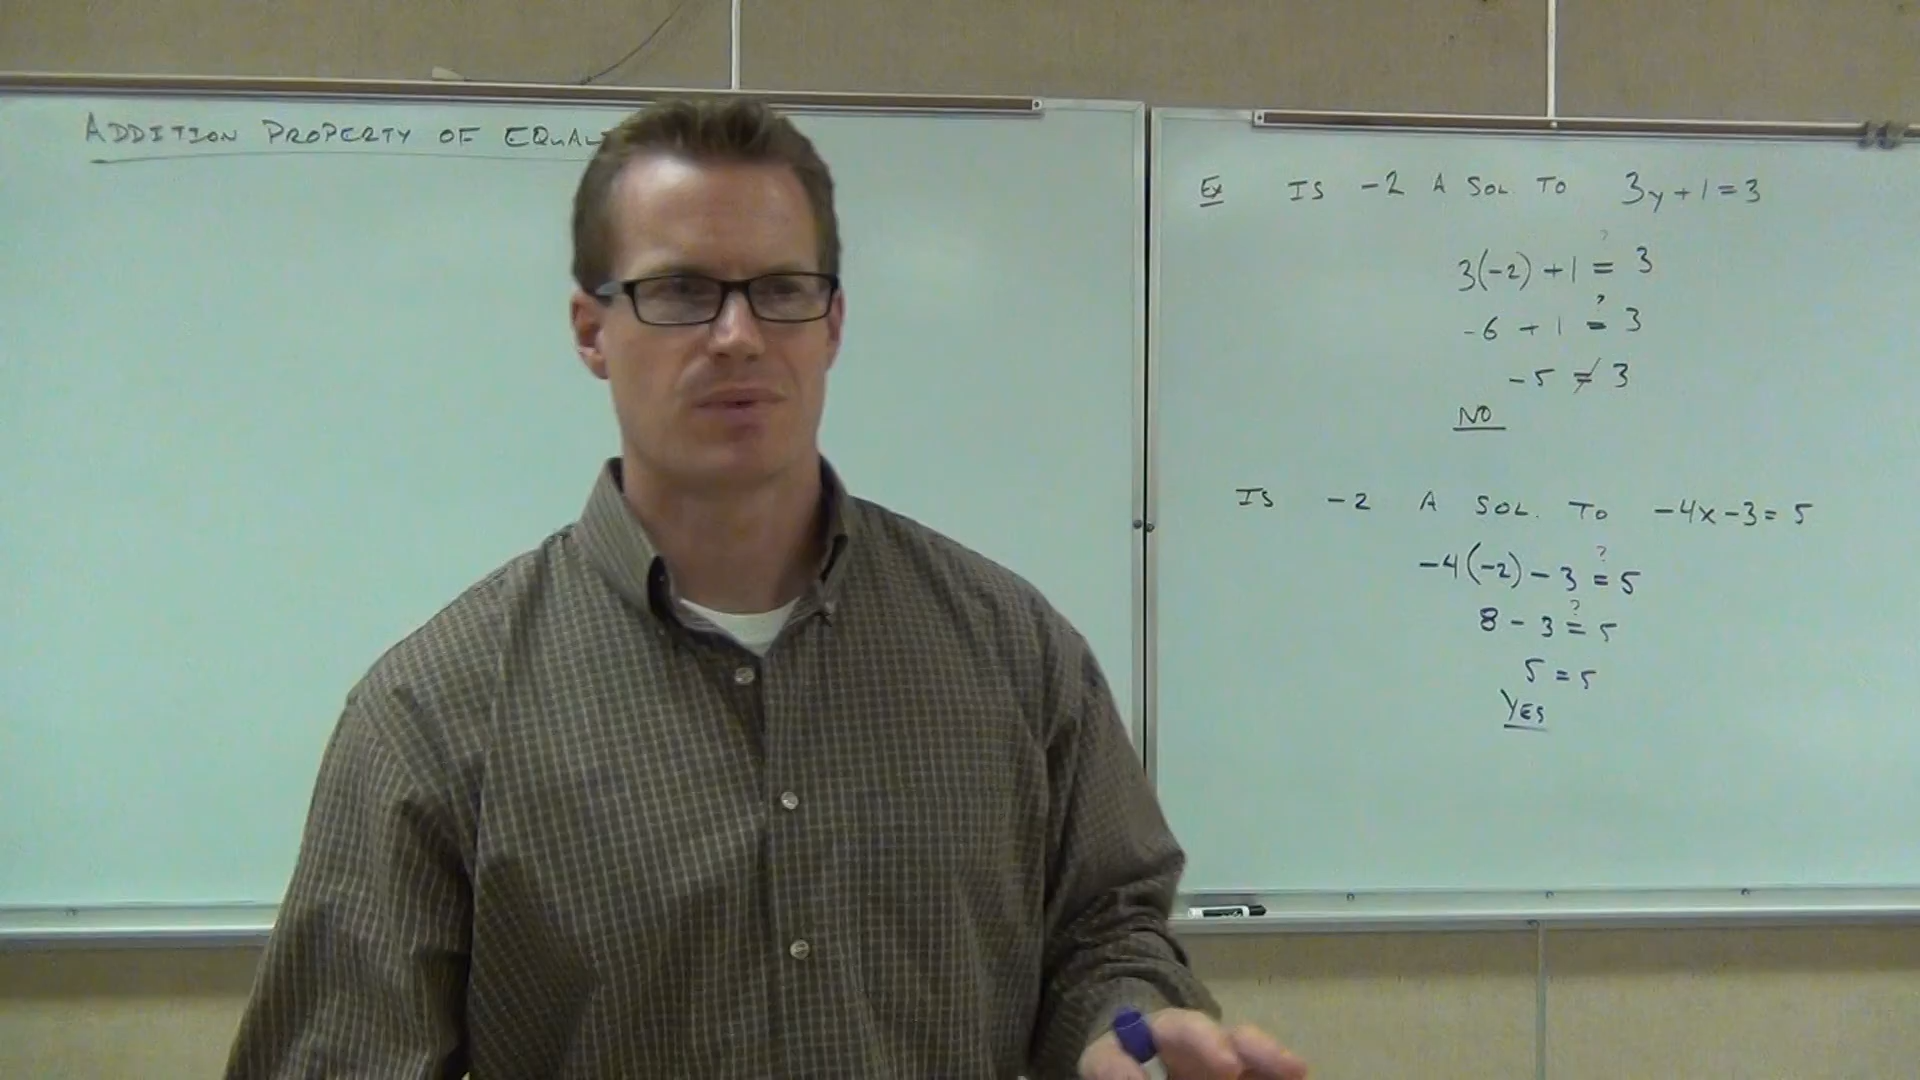 ADDITION PROPERTY OF EQUAL
Ex IS -2 A SOL. TO 3y+1=3
?
3(-2) +1 = 3
?
-6 + 1 = 3
-5 ≠ 3
NO
IS -2 A SOL. TO -4x-3=5
?
-4(-2)-3 = 5
?
8-3 = 5
5 = 5
YES